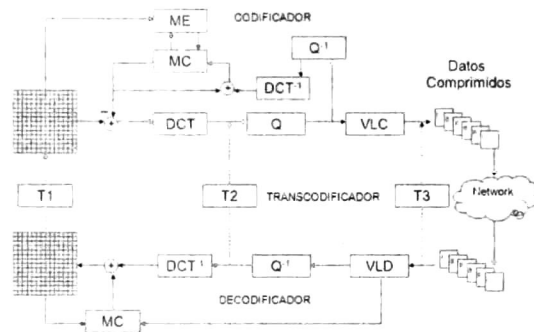 ME
CODIFICADOR
Q-1
MC
DCT-1
Datos
Comprimidos
DCT
Q
VLC
T1
T2
TRANSCODIFICADOR
T3
Network
DCT-1
Q-1
VLD
DECODIFICADOR
MC